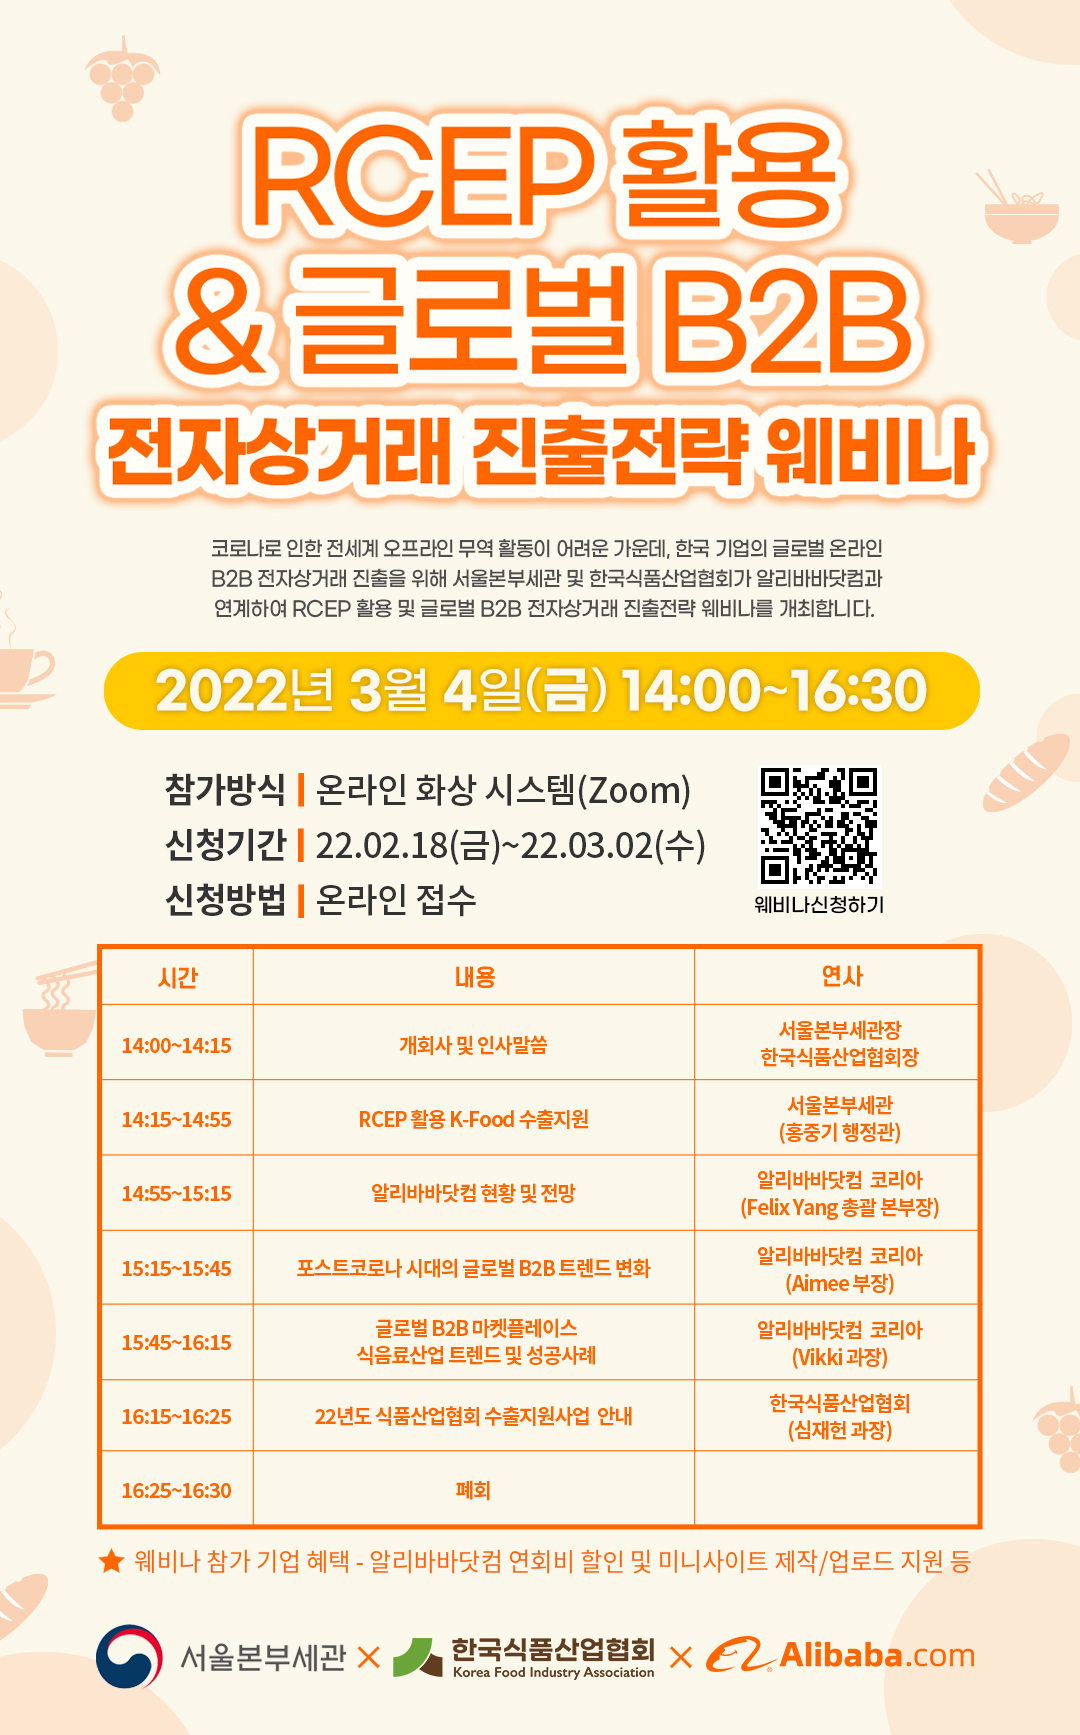 RCEP 활용
& 글로벌 B2B
전자상거래 진출전략 웨비나
코로나로 인한 전세계 오프라인 무역 활동이 어려운 가운데, 한국 기업의 글로벌 온라인
B2B 전자상거래 진출을 위해 서울본부세관 및 한국식품산업협회가 알리바바닷컴과
연계하여 RCEP 활용 및 글로벌 B2B 전자상거래 진출전략 웨비나를 개최합니다.
2022년 3월 4일(금) 14:00~16:30
참가방식 | 온라인 화상 시스템(Zoom)
신청기간 | 22.02.18(금)~22.03.02(수)
신청방법 | 온라인 접수
웨비나신청하기
시간 내용 연사
14:00~14:15 개회사 및 인사말씀 서울본부세관장
한국식품산업협회장
14:15~14:55 RCEP 활용 K-Food 수출지원 서울본부세관
(홍중기 행정관)
14:55~15:15 알리바바닷컴 현황 및 전망 알리바바닷컴 코리아
(Felix Yang 총괄 본부장)
15:15~15:45 포스트코로나 시대의 글로벌 B2B 트렌드 변화 알리바바닷컴 코리아
(Aimee 부장)
15:45~16:15 글로벌 B2B 마켓플레이스
식음료산업 트렌드 및 성공사례 알리바바닷컴 코리아
(Vikki 과장)
16:15~16:25 22년도 식품산업협회 수출지원사업 안내 한국식품산업협회
(심재헌 과장)
16:25~16:30 폐회
★ 웨비나 참가 기업 혜택 - 알리바바닷컴 연회비 할인 및 미니사이트 제작/업로드 지원 등
서울본부세관 × 한국식품산업협회 × Alibaba.com
Korea Food Industry Association